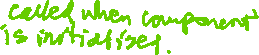 called when component
is initialised.